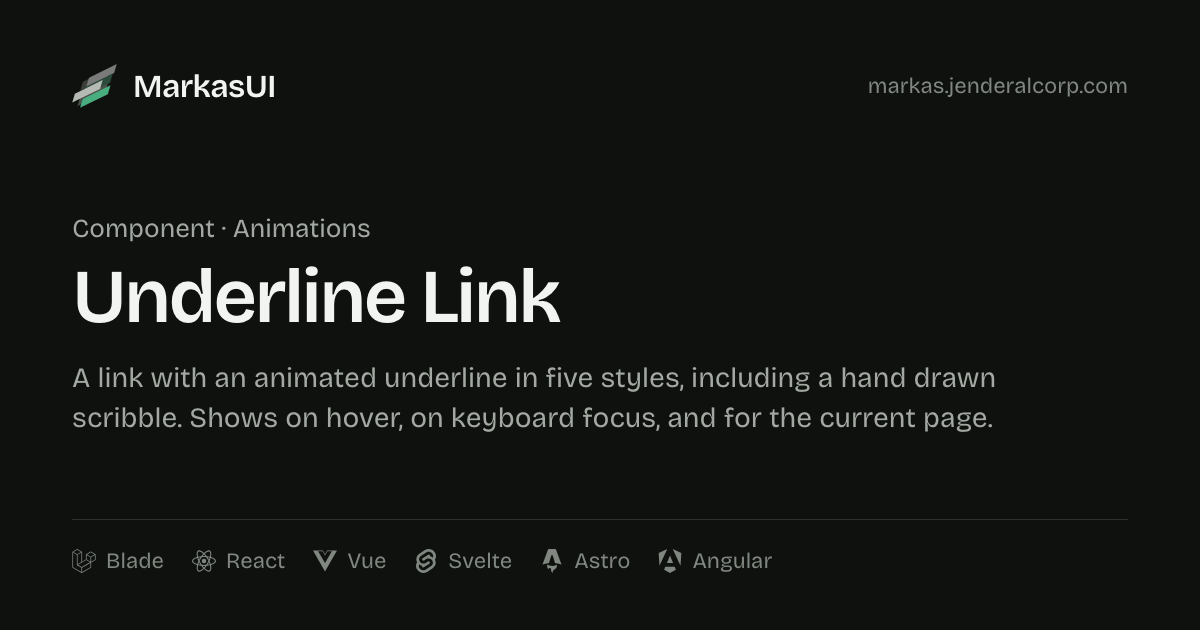 MarkasUI
markas.jenderalcorp.com
Component · Animations
Underline Link
A link with an animated underline in five styles, including a hand drawn
scribble. Shows on hover, on keyboard focus, and for the current page.
Blade React Vue Svelte Astro Angular